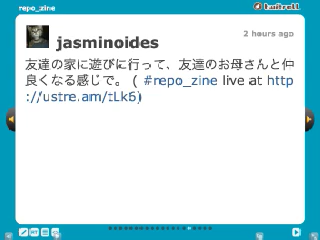 repo_zine
twitrell
2 hours ago
jasminoides
友達の家に遊びに行って、友達のお母さんと仲
良くなる感じで。 ( #repo_zine live at http
://ustre.am/tLk6)